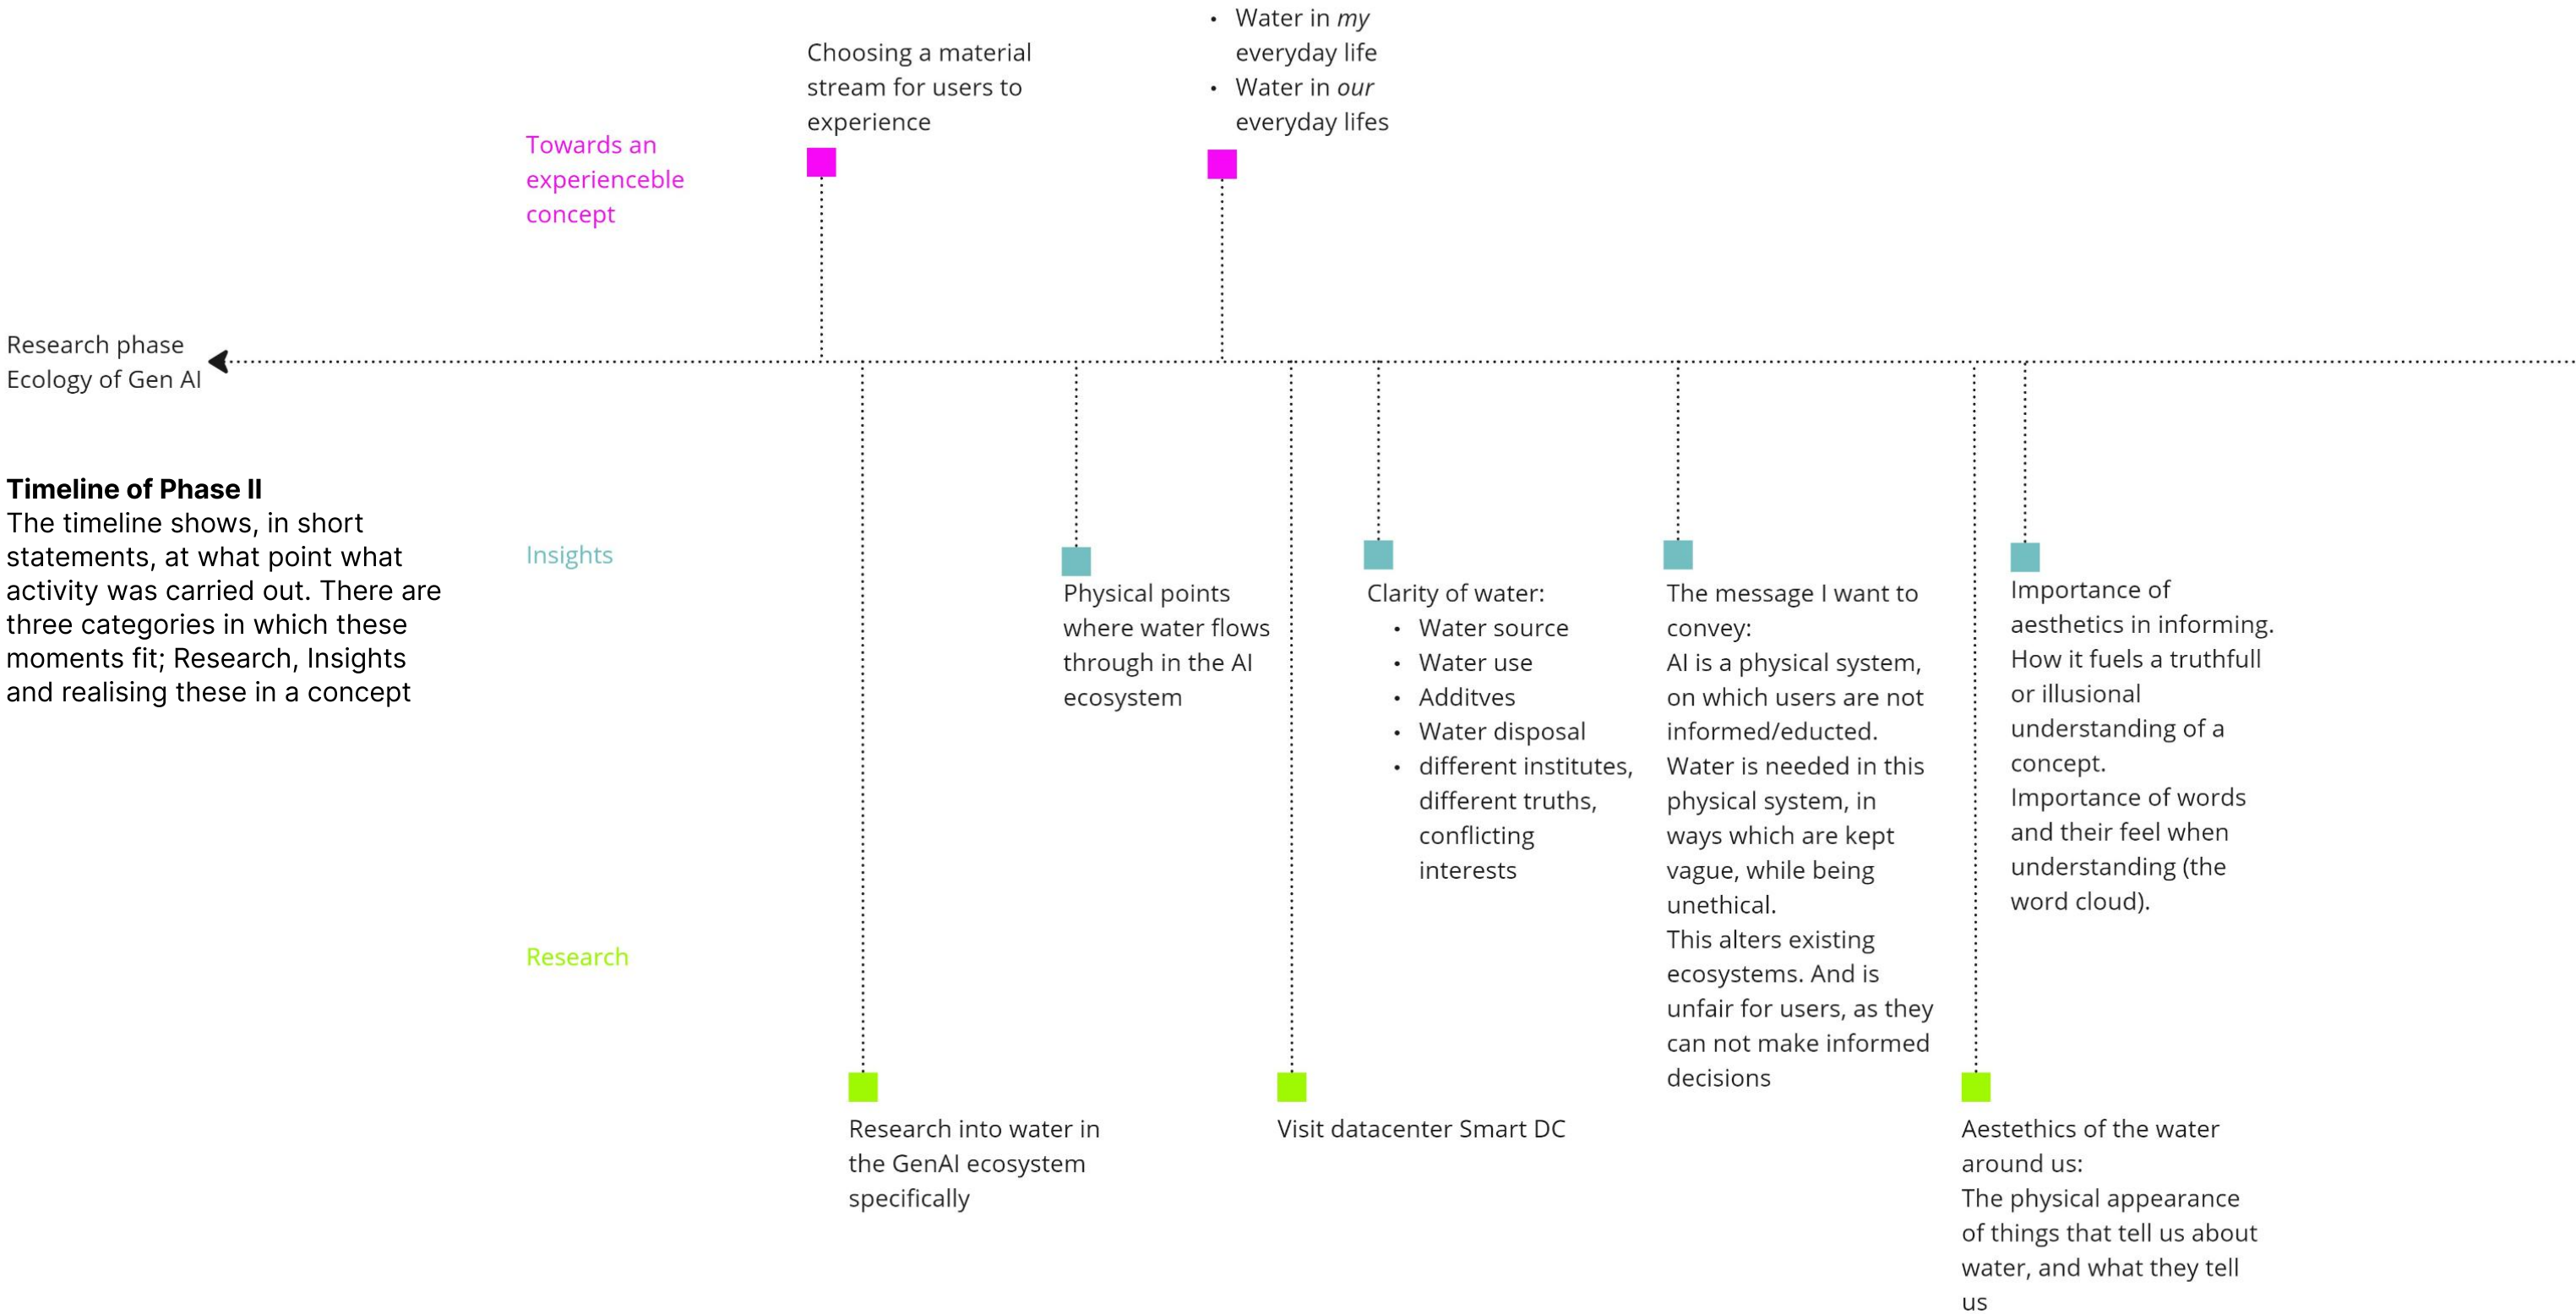 Choosing a material
stream for users to
experience
• Water in my
everyday life
• Water in our
everyday lifes
Towards an
experienceble
concept
Research phase
Ecology of Gen AI
Timeline of Phase II
The timeline shows, in short
statements, at what point what
activity was carried out. There are
three categories in which these
moments fit; Research, Insights
and realising these in a concept
Insights
Physical points
where water flows
through in the AI
ecosystem
Clarity of water:
• Water source
• Water use
• Additves
• Water disposal
• different institutes,
different truths,
conflicting
interests
The message I want to
convey:
AI is a physical system,
on which users are not
informed/educted.
Water is needed in this
physical system, in
ways which are kept
vague, while being
unethical.
This alters existing
ecosystems. And is
unfair for users, as they
can not make informed
decisions
Importance of
aesthetics in informing.
How it fuels a truthfull
or illusional
understanding of a
concept.
Importance of words
and their feel when
understanding (the
word cloud).
Research
Research into water in
the GenAI ecosystem
specifically
Visit datacenter Smart DC
Aestethics of the water
around us:
The physical appearance
of things that tell us about
water, and what they tell
us